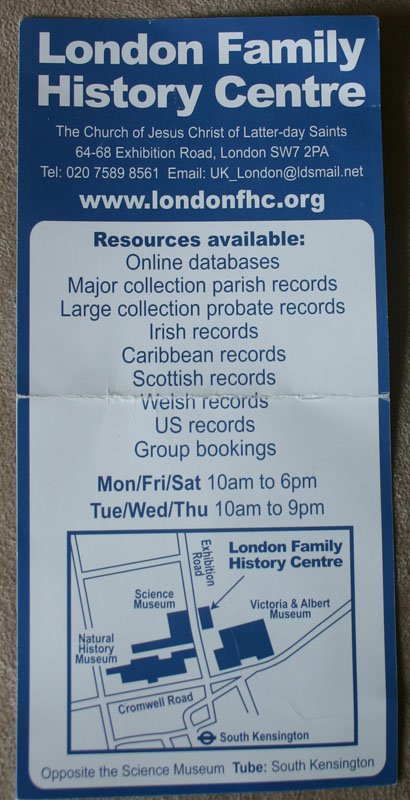 London Family
History Centre
The Church of Jesus Christ of Latter-day Saints
64-68 Exhibition Road, London SW7 2PA
Tel: 020 7589 8561  Email: UK_London@ldsmail.net
www.londonfhc.org
Resources available:
Online databases
Major collection parish records
Large collection probate records
Irish records
Caribbean records
Scottish records
Welsh records
US records
Group bookings
Mon/Fri/Sat 10am to 6pm
Tue/Wed/Thu 10am to 9pm
Exhibition
Road
London Family
History Centre
Science
Museum
Victoria & Albert
Museum
Natural
History
Museum
Cromwell Road
South Kensington
Opposite the Science Museum  Tube: South Kensington